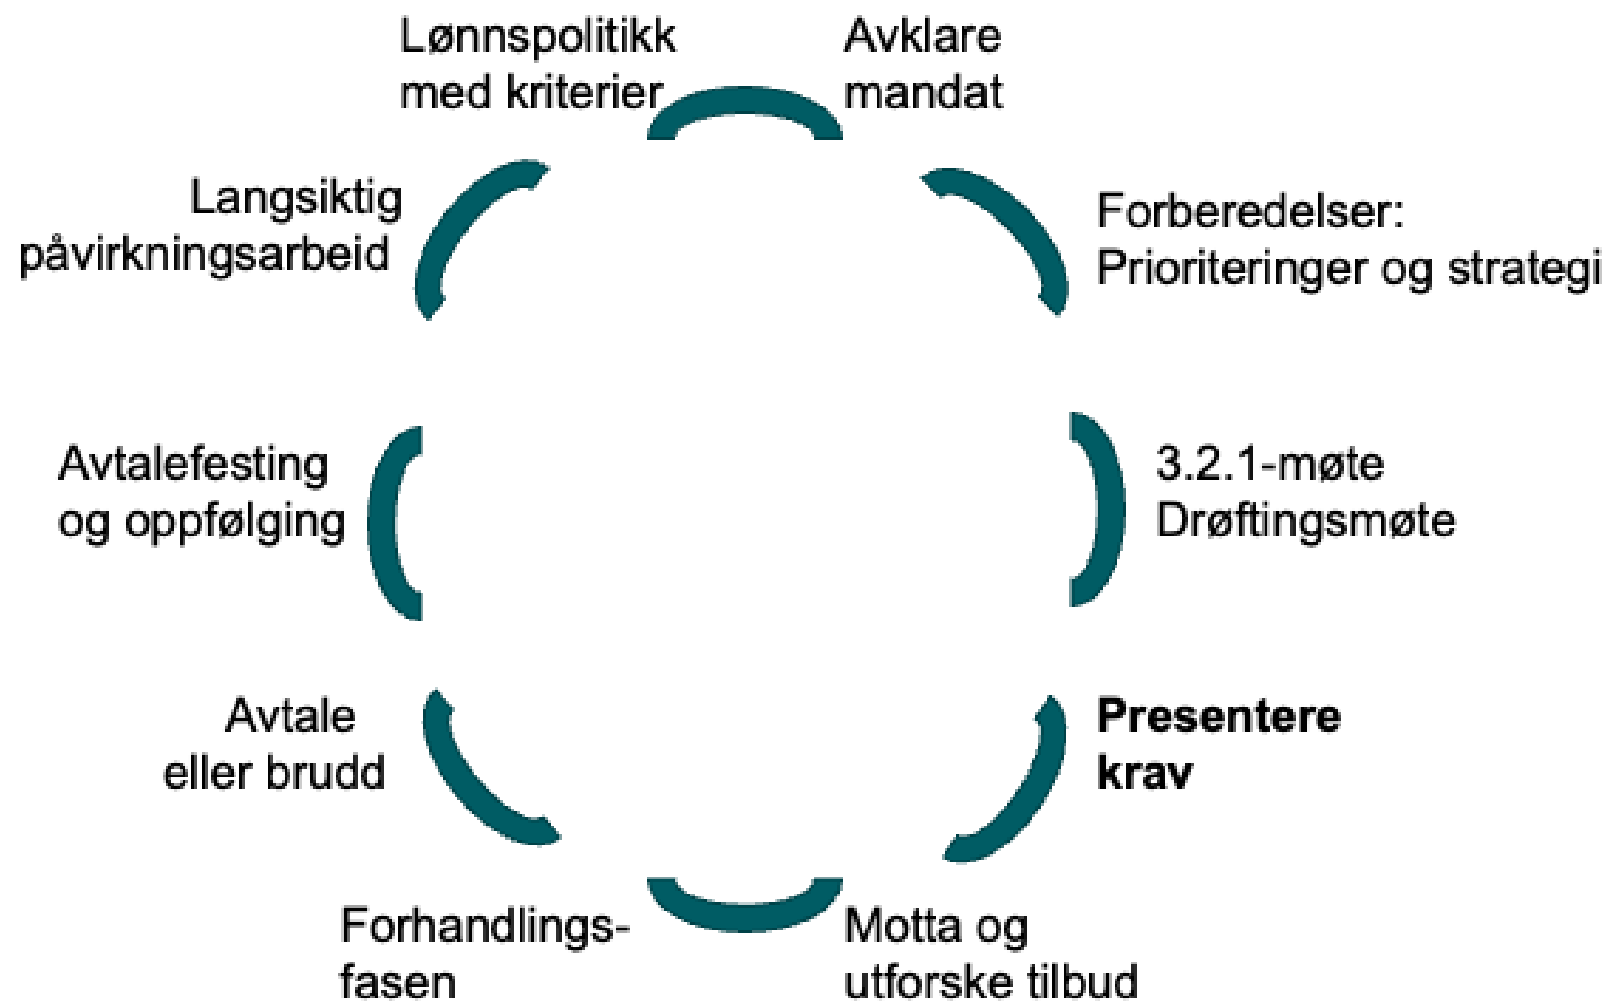 Lønnspolitikk
med kriterier
Avklare
mandat
Forberedelser:
Prioriteringer og strategi
3.2.1-møte
Drøftingsmøte
Presentere
krav
Motta og
utforske tilbud
Forhandlings-
fasen
Avtale
eller brudd
Avtalefesting
og oppfølging
Langsiktig
påvirkningsarbeid